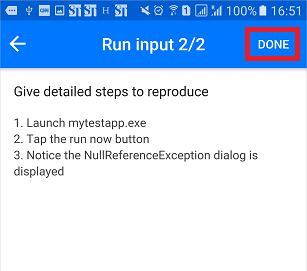 100% 16:51
Run input 2/2 DONE
Give detailed steps to reproduce
1. Launch mytestapp.exe
2. Tap the run now button
3. Notice the NullReferenceException dialog is
displayed